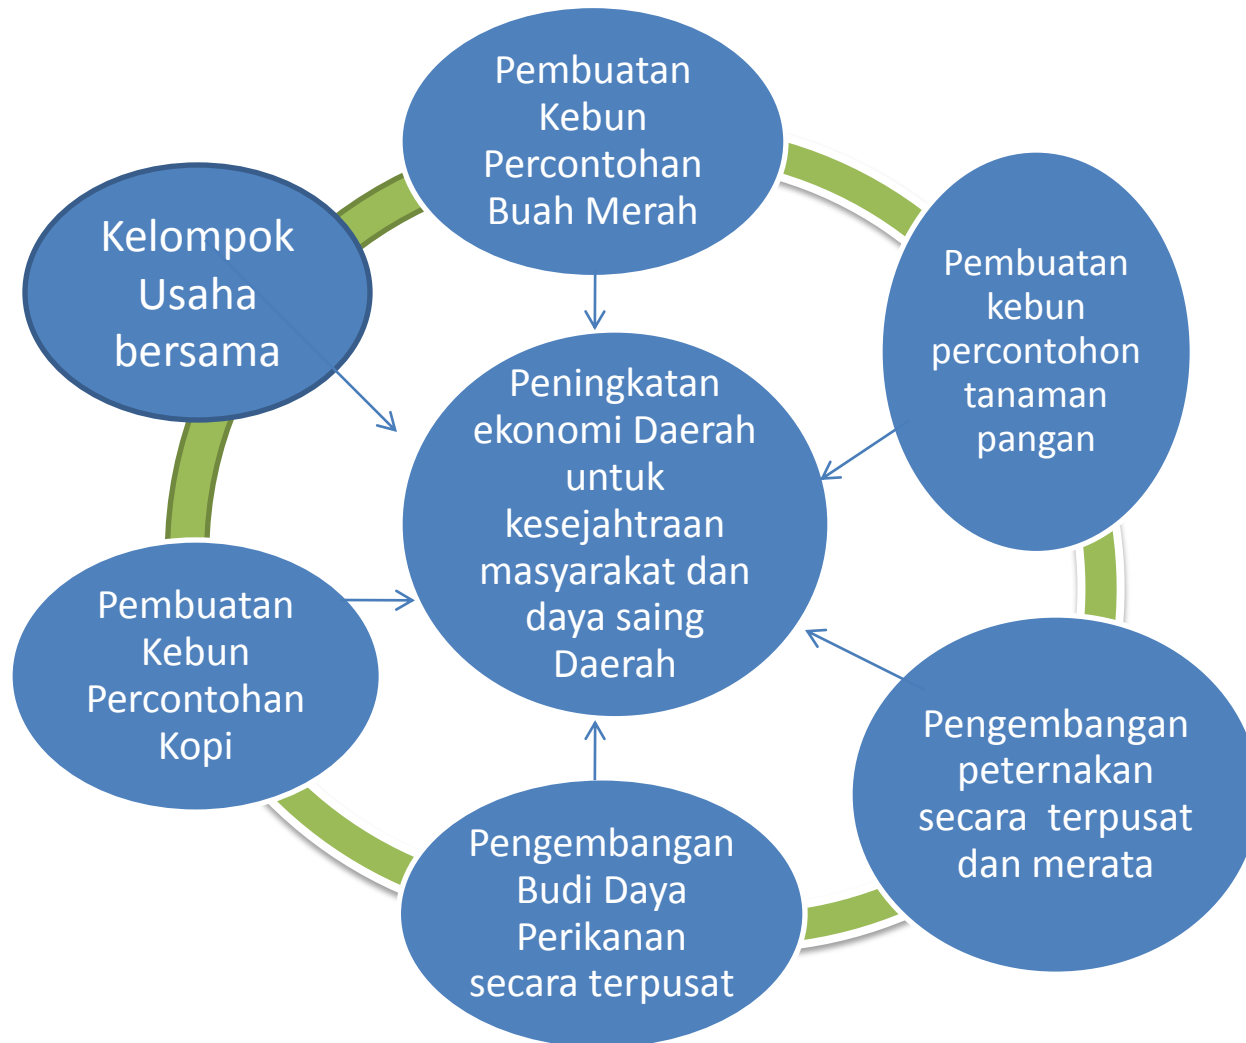 Pembuatan
Kebun
Percontohan
Buah Merah
Kelompok
Usaha
bersama
Pembuatan
kebun
percontohon
tanaman
pangan
Peningkatan
ekonomi Daerah
untuk
kesejahtraan
masyarakat dan
daya saing
Daerah
Pembuatan
Kebun
Percontohan
Kopi
Pengembangan
peternakan
secara  terpusat
dan merata
Pengembangan
Budi Daya
Perikanan
secara terpusat